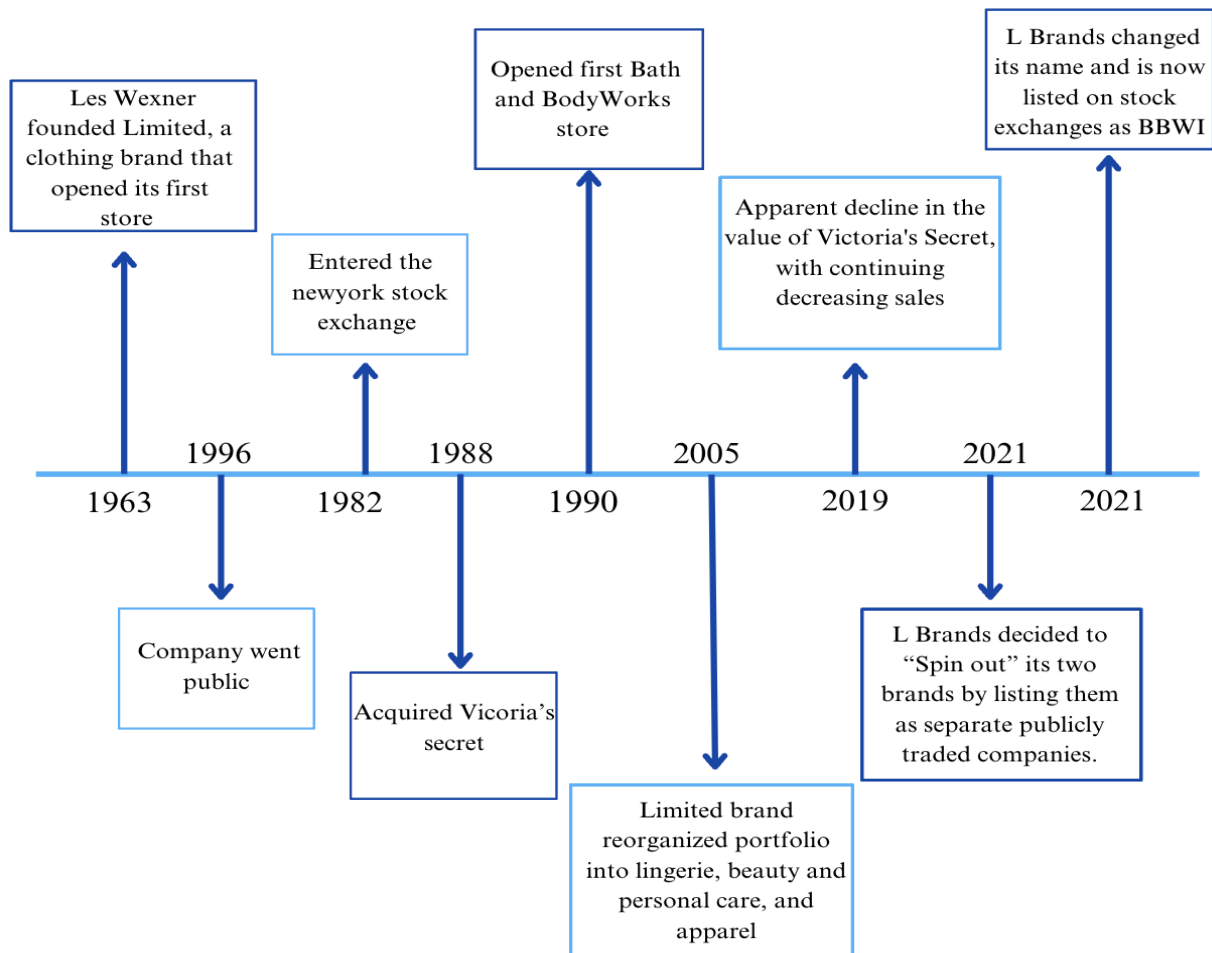 Les Wexner
founded Limited, a
clothing brand that
opened its first
store
Entered the
newyork stock
exchange
Opened first Bath
and BodyWorks
store
Apparent decline in the
value of Victoria's Secret,
with continuing
decreasing sales
L Brands changed
its name and is now
listed on stock
exchanges as BBWI
1996
1988
2005
2021
1963
1982
1990
2019
2021
Company went
public
Acquired Vicoria’s
secret
Limited brand
reorganized portfolio
into lingerie, beauty and
personal care, and
apparel
L Brands decided to
“Spin out” its two
brands by listing them
as separate publicly
traded companies.